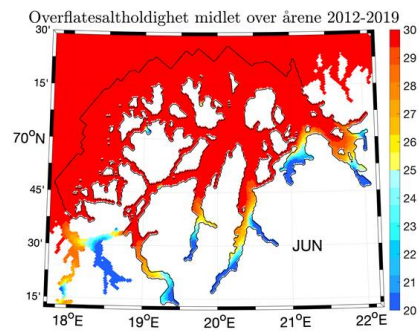 Overflatesaltholdighet midlet over årene 2012-2019
30'
15'
70°N
45'
30'
15'
18°E
19°E
20°E
21°E
22°E
JUN
30
29
28
27
26
25
24
23
22
21
20